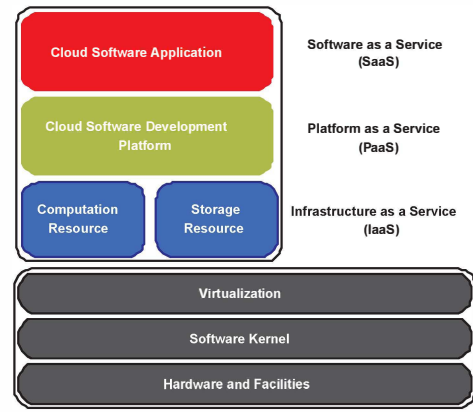 Cloud Software Application
Software as a Service
(SaaS)
Cloud Software Development
Platform
Platform as a Service
(PaaS)
Computation
Resource
Storage
Resource
Infrastructure as a Service
(IaaS)
Virtualization
Software Kernel
Hardware and Facilities